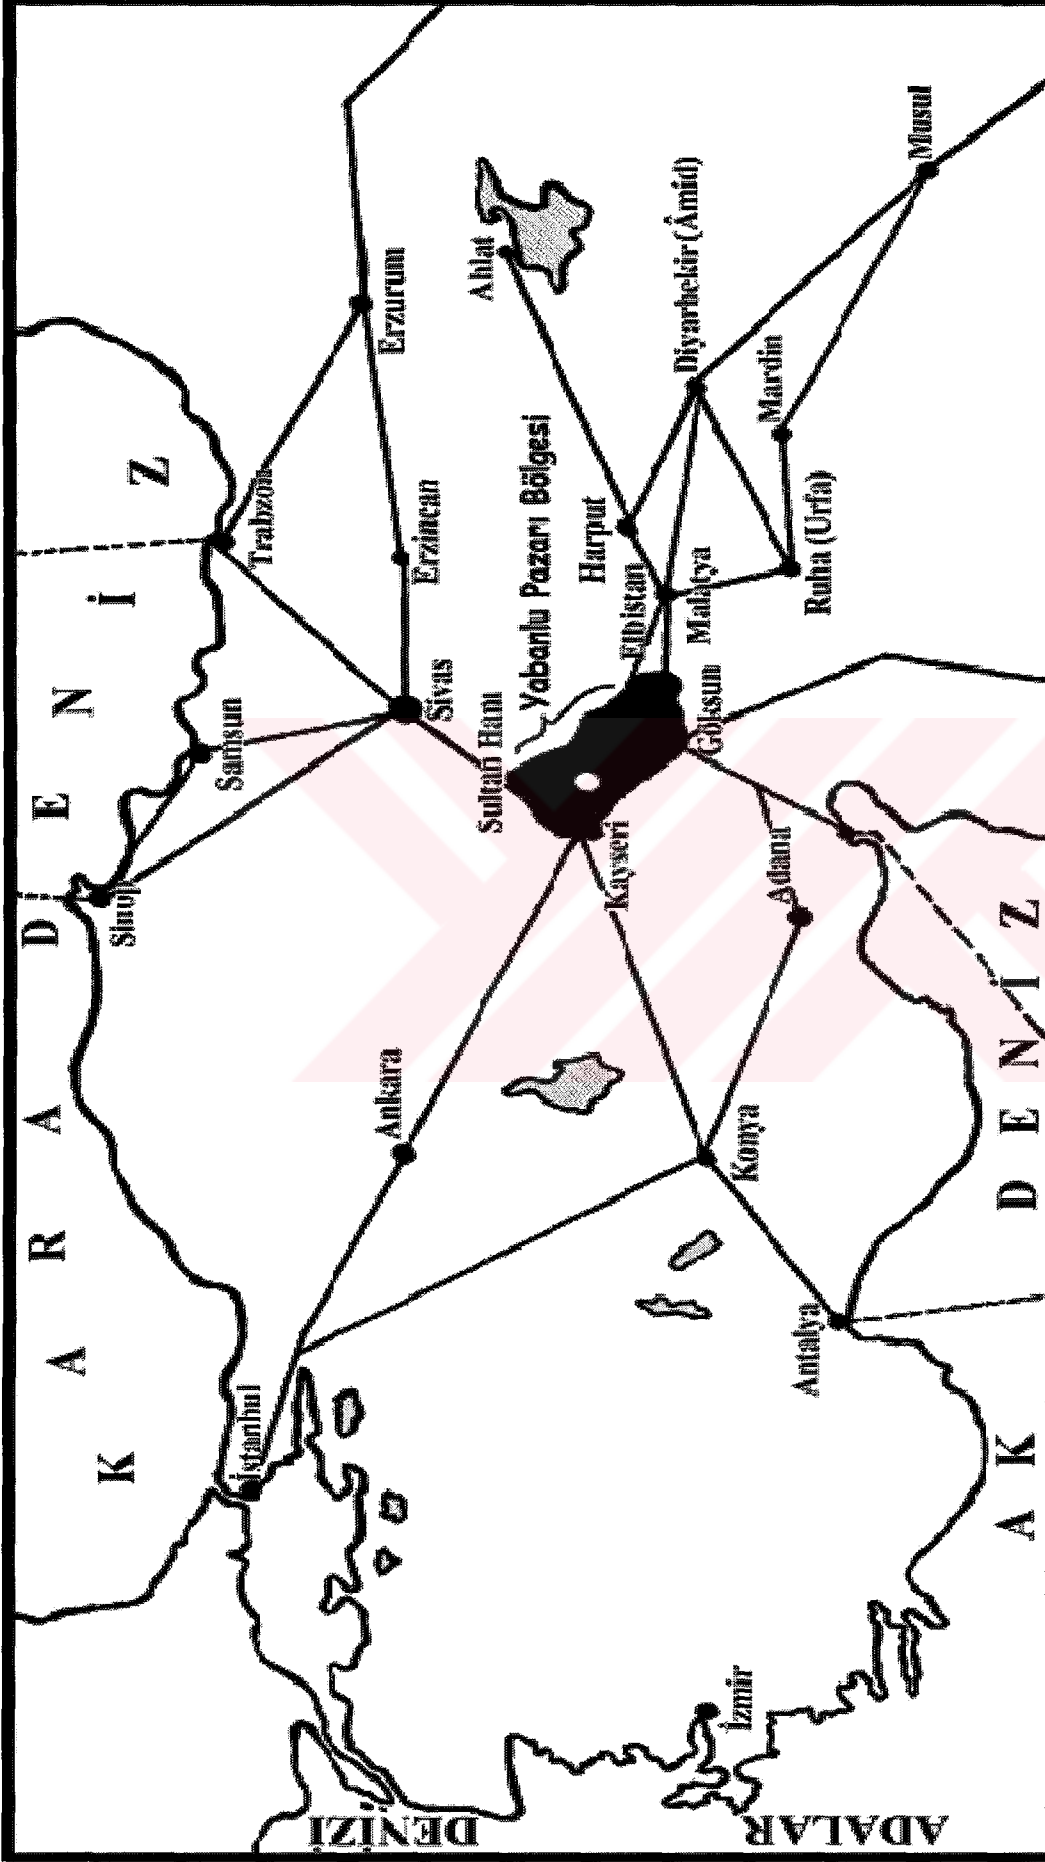 KARADENİZ
Sinop
Samsun
Trabzon
İstanbul
Ankara
Sivas
Erzincan
Erzurum
Sultan Hanı
Yabanlu Pazarı Bölgesi
Ahlat
Kayseri
Elbistan
Harput
Malatya
Göksun
Diyarbekir (Âmid)
Mardin
Ruha (Urfa)
Musul
Konya
Adana
Antalya
İzmir
ADALAR
DENİZİ
AKDENİZ